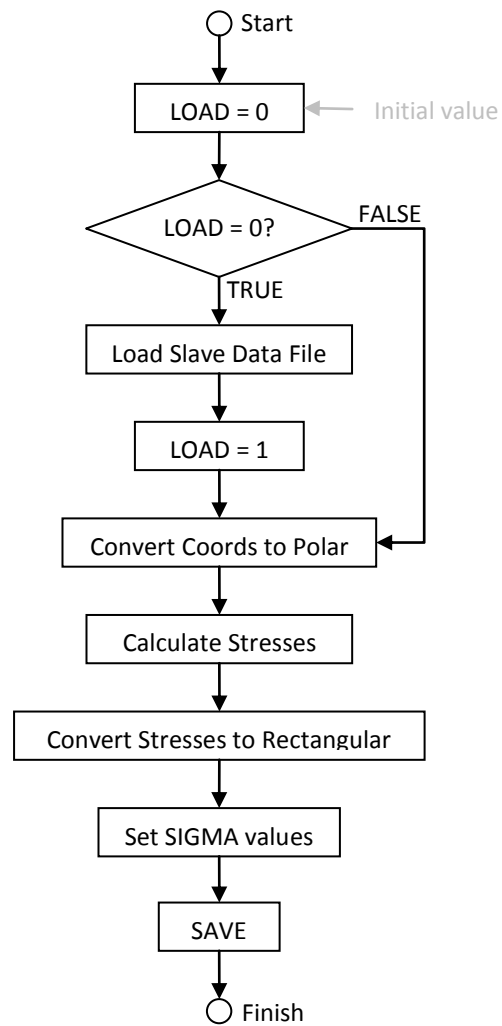 Start
LOAD = 0
Initial value
LOAD = 0?
FALSE
TRUE
Load Slave Data File
LOAD = 1
Convert Coords to Polar
Calculate Stresses
Convert Stresses to Rectangular
Set SIGMA values
SAVE
Finish